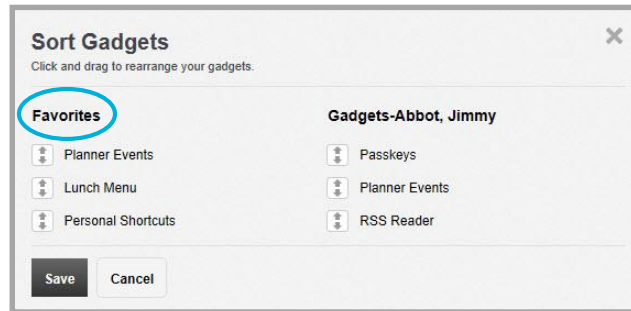 Sort Gadgets
Click and drag to rearrange your gadgets.
Favorites
Planner Events
Lunch Menu
Personal Shortcuts
Gadgets-Abbot, Jimmy
Passkeys
Planner Events
RSS Reader
Save
Cancel